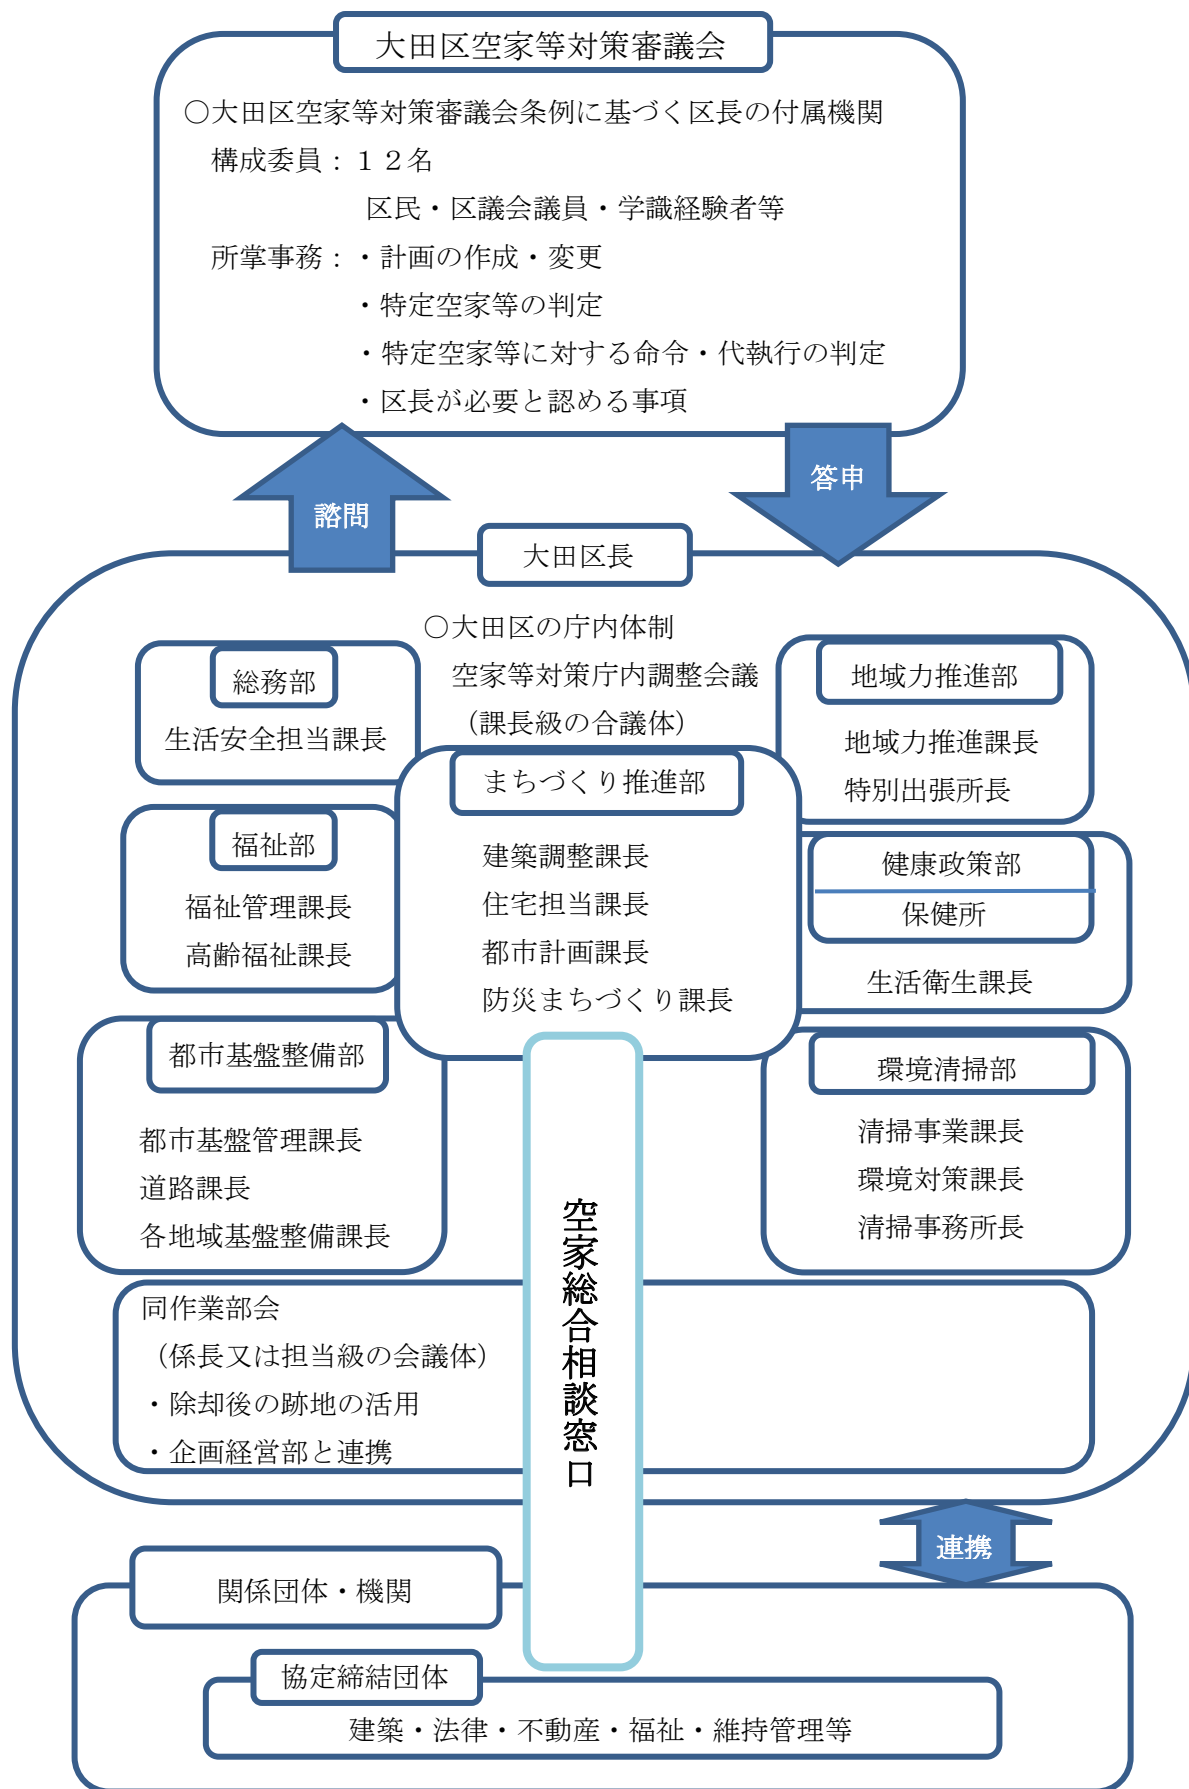 大田区空家等対策審議会
○大田区空家等対策審議会条例に基づく区長の付属機関
構成委員：１２名
区民・区議会議員・学識経験者等
所掌事務：・計画の作成・変更
・特定空家等の判定
・特定空家等に対する命令・代執行の判定
・区長が必要と認める事項
諮問
答申
大田区長
○大田区の庁内体制
空家等対策庁内調整会議
（課長級の合議体）
総務部
生活安全担当課長
地域力推進部
地域力推進課長
特別出張所長
まちづくり推進部
建築調整課長
住宅担当課長
都市計画課長
防災まちづくり課長
福祉部
福祉管理課長
高齢福祉課長
健康政策部
保健所
生活衛生課長
都市基盤整備部
都市基盤管理課長
道路課長
各地域基盤整備課長
環境清掃部
清掃事業課長
環境対策課長
清掃事務所長
空家総合相談窓口
同作業部会
（係長又は担当級の会議体）
・除却後の跡地の活用
・企画経営部と連携
連携
関係団体・機関
協定締結団体
建築・法律・不動産・福祉・維持管理等